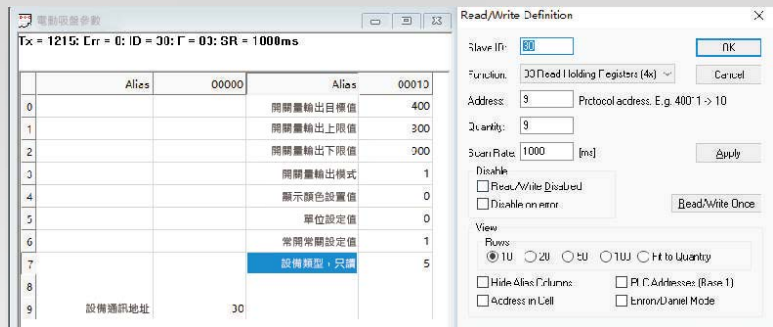 電動吸盤參數
Tx = 1215: Err = 0: ID = 30: F = 03: SR = 1000ms
Alias 00000 Alias 00010
0 開關量輸出目標值 400
1 開關量輸出上限值 300
2 開關量輸出下限值 900
3 開關量輸出模式 1
4 顯示顏色設置值 0
5 單位設定值 0
6 常開常關設定值 1
7 設備類型，只讀 5
8
9 設備通訊地址 30
Read/Write Definition
Slave ID: 30 OK
Function: 03 Read Holding Registers (4x) Cancel
Address: 9 Protocol address. E.g. 40011 -> 10
Quantity: 9
Scan Rate: 1000 [ms] Apply
Disable
Read/Write Disabled
Disable on error Read/Write Once
View
Rows
10 20 50 100 Fit to Quantity
Hide Alias Columns PLC Addresses (Base 1)
Address in Cell Enron/Daniel Mode